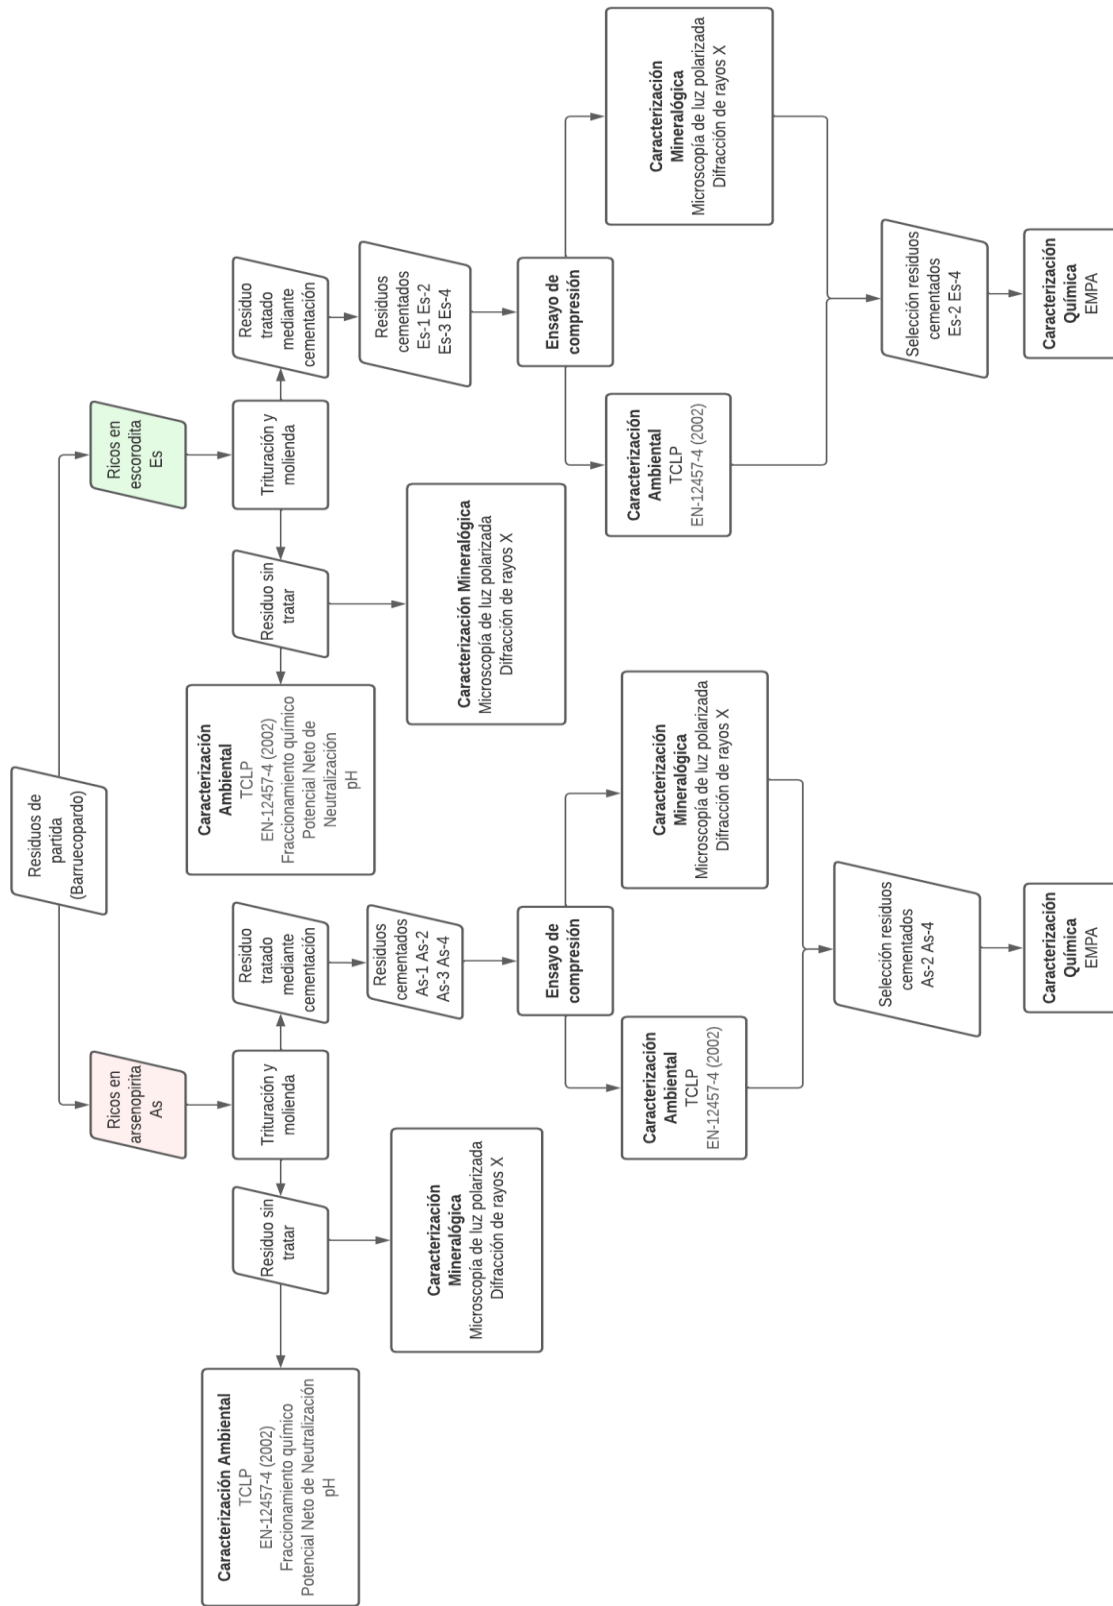 Residuos de
partida
(Barruecopardo)
Ricos en
arsenopirita
As
Trituración y
molienda
Residuo sin
tratar
Caracterización Ambiental
TCLP
EN-12457-4 (2002)
Fraccionamiento químico
Potencial Neto de Neutralización
pH
Caracterización
Mineralógica
Microscopía de luz polarizada
Difracción de rayos X
Residuo
tratado
mediante
cementación
Residuos
cementados
As-1 As-2
As-3 As-4
Ensayo de
compresión
Caracterización
Ambiental
TCLP
EN-12457-4 (2002)
Caracterización
Mineralógica
Microscopía de luz polarizada
Difracción de rayos X
Selección residuos
cementados
As-2 As-4
Caracterización
Química
EMPA
Ricos en
escorodita
Es
Trituración y
molienda
Residuo sin
tratar
Caracterización
Ambiental
TCLP
EN-12457-4 (2002)
Fraccionamiento químico
Potencial Neto de
Neutralización
pH
Caracterización Mineralógica
Microscopía de luz polarizada
Difracción de rayos X
Residuo
tratado
mediante
cementación
Residuos
cementados
Es-1 Es-2
Es-3 Es-4
Ensayo de
compresión
Caracterización
Ambiental
TCLP
EN-12457-4 (2002)
Caracterización
Mineralógica
Microscopía de luz polarizada
Difracción de rayos X
Selección residuos
cementados
Es-2 Es-4
Caracterización
Química
EMPA